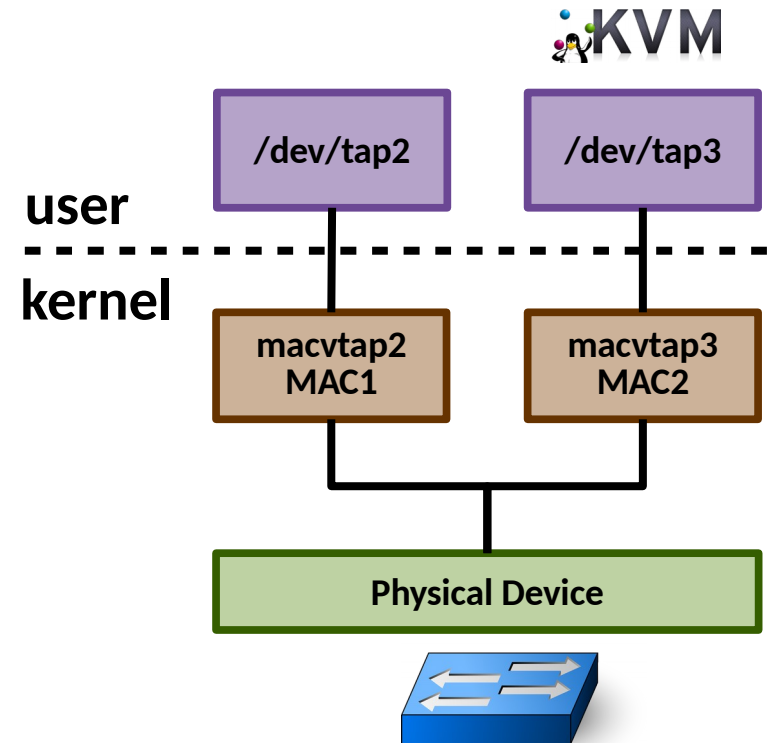 KVM
/dev/tap2
/dev/tap3
user
kernel
macvtap2
MAC1
macvtap3
MAC2
Physical Device